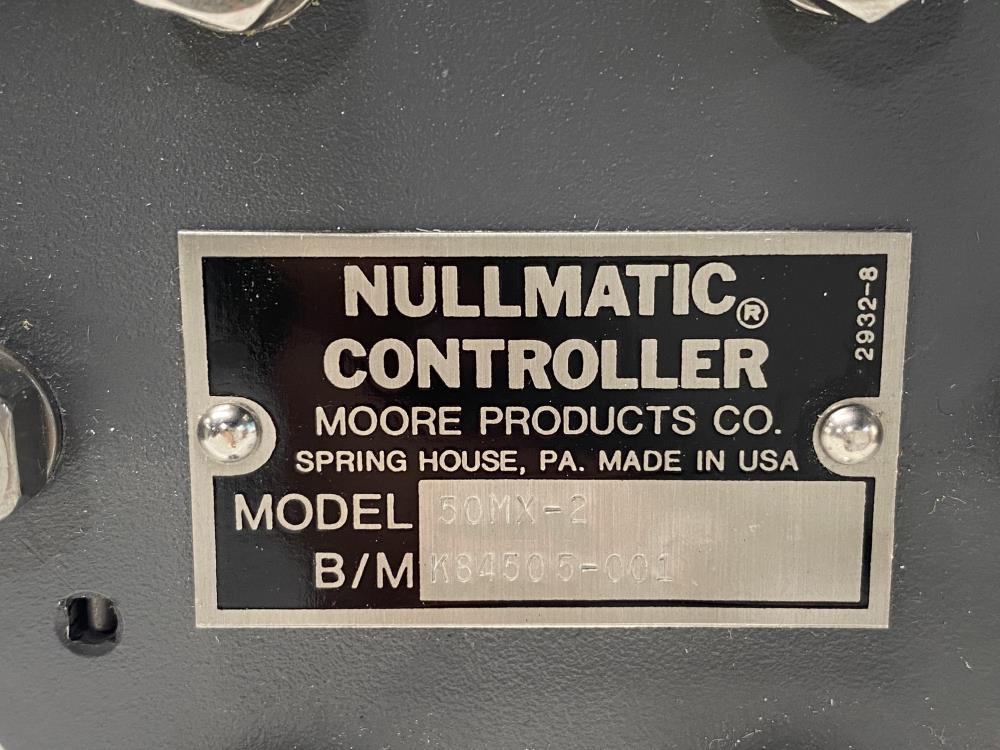 NULLMATIC®
CONTROLLER
MOORE PRODUCTS CO.
SPRING HOUSE, PA. MADE IN USA
MODEL 50MX-2
B/M K84505-001
2932-8